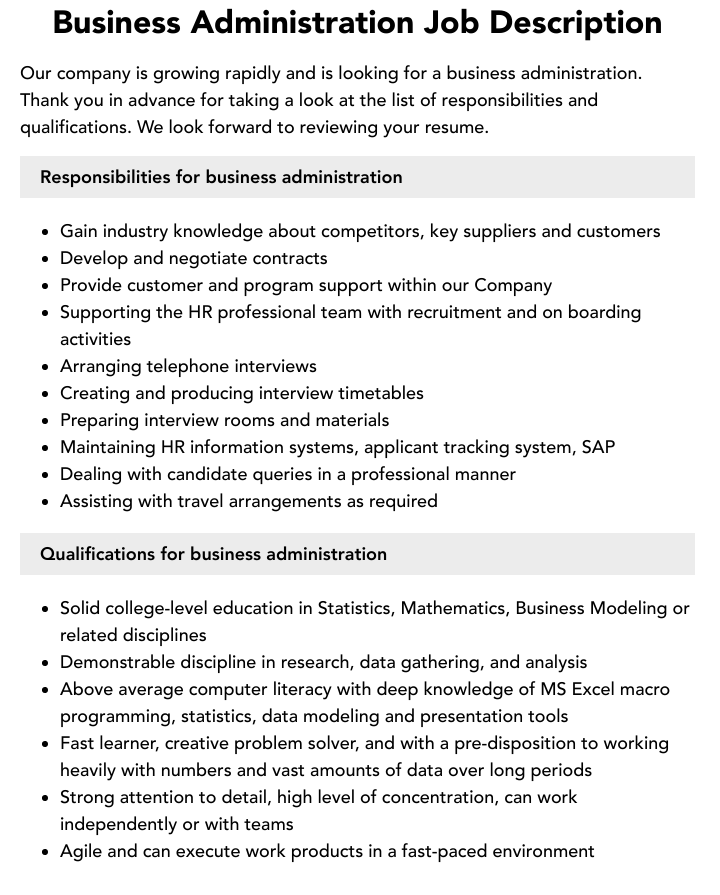 Business Administration Job Description
Our company is growing rapidly and is looking for a business administration.
Thank you in advance for taking a look at the list of responsibilities and
qualifications. We look forward to reviewing your resume.
Responsibilities for business administration
• Gain industry knowledge about competitors, key suppliers and customers
• Develop and negotiate contracts
• Provide customer and program support within our Company
• Supporting the HR professional team with recruitment and on boarding
activities
• Arranging telephone interviews
• Creating and producing interview timetables
• Preparing interview rooms and materials
• Maintaining HR information systems, applicant tracking system, SAP
• Dealing with candidate queries in a professional manner
• Assisting with travel arrangements as required
Qualifications for business administration
• Solid college-level education in Statistics, Mathematics, Business Modeling or
related disciplines
• Demonstrable discipline in research, data gathering, and analysis
• Above average computer literacy with deep knowledge of MS Excel macro
programming, statistics, data modeling and presentation tools
• Fast learner, creative problem solver, and with a pre-disposition to working
heavily with numbers and vast amounts of data over long periods
• Strong attention to detail, high level of concentration, can work
independently or with teams
• Agile and can execute work products in a fast-paced environment